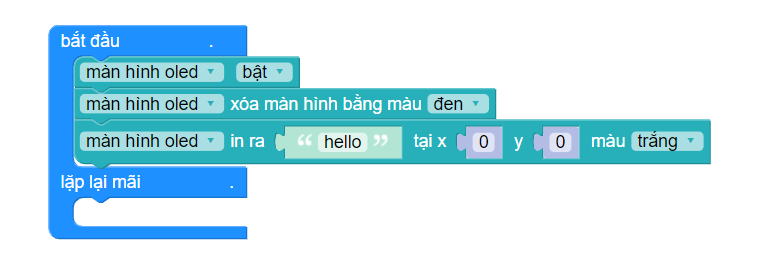 bắt đầu .
màn hình oled bật
màn hình oled xóa màn hình bằng màu đen
màn hình oled in ra “ hello ” tại x 0 y 0 màu trắng
lặp lại mãi .